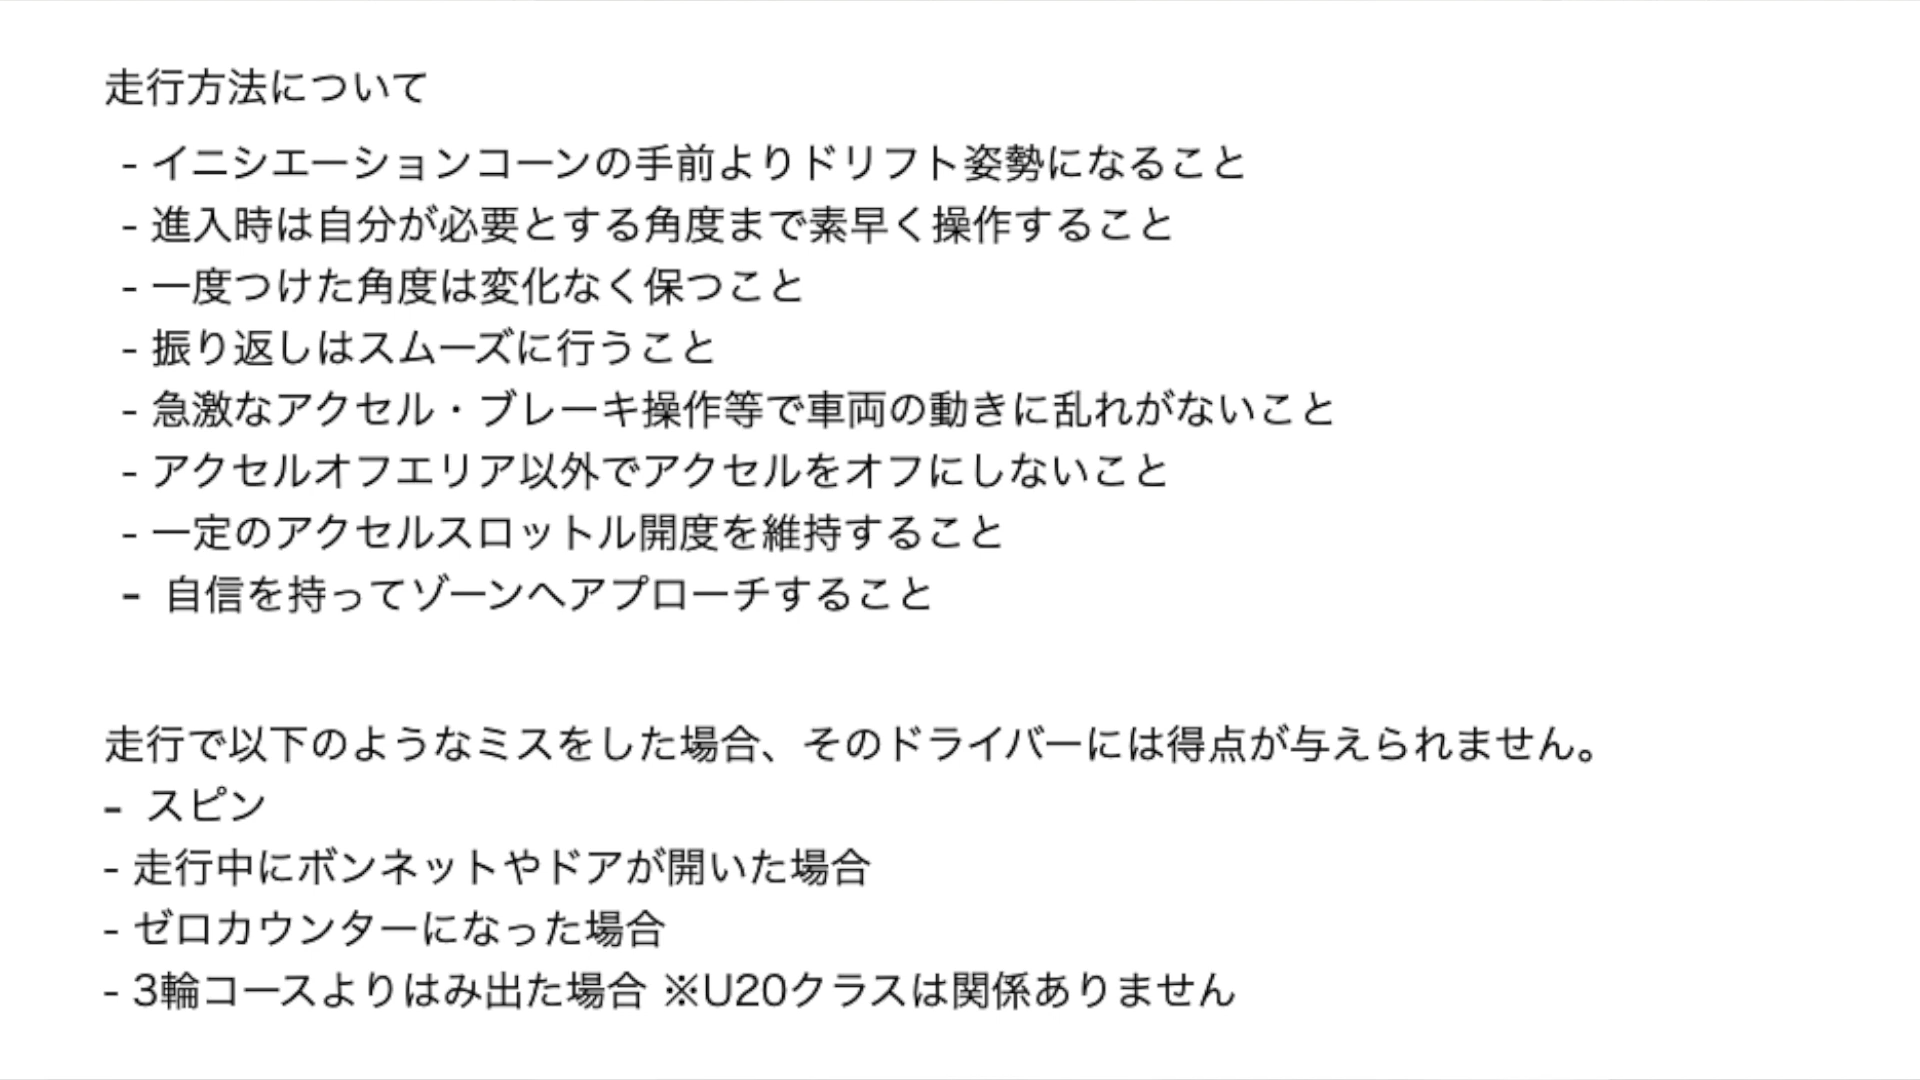 走行方法について
- イニシエーションコーンの手前よりドリフト姿勢になること
- 進入時は自分が必要とする角度まで素早く操作すること
- 一度つけた角度は変化なく保つこと
- 振り返しはスムーズに行うこと
- 急激なアクセル・ブレーキ操作等で車両の動きに乱れがないこと
- アクセルオフエリア以外でアクセルをオフにしないこと
- 一定のアクセルスロットル開度を維持すること
- 自信を持ってゾーンへアプローチすること
走行で以下のようなミスをした場合、そのドライバーには得点が与えられません。
- スピン
- 走行中にボンネットやドアが開いた場合
- ゼロカウンターになった場合
- 3輪コースよりはみ出た場合 ※U20クラスは関係ありません